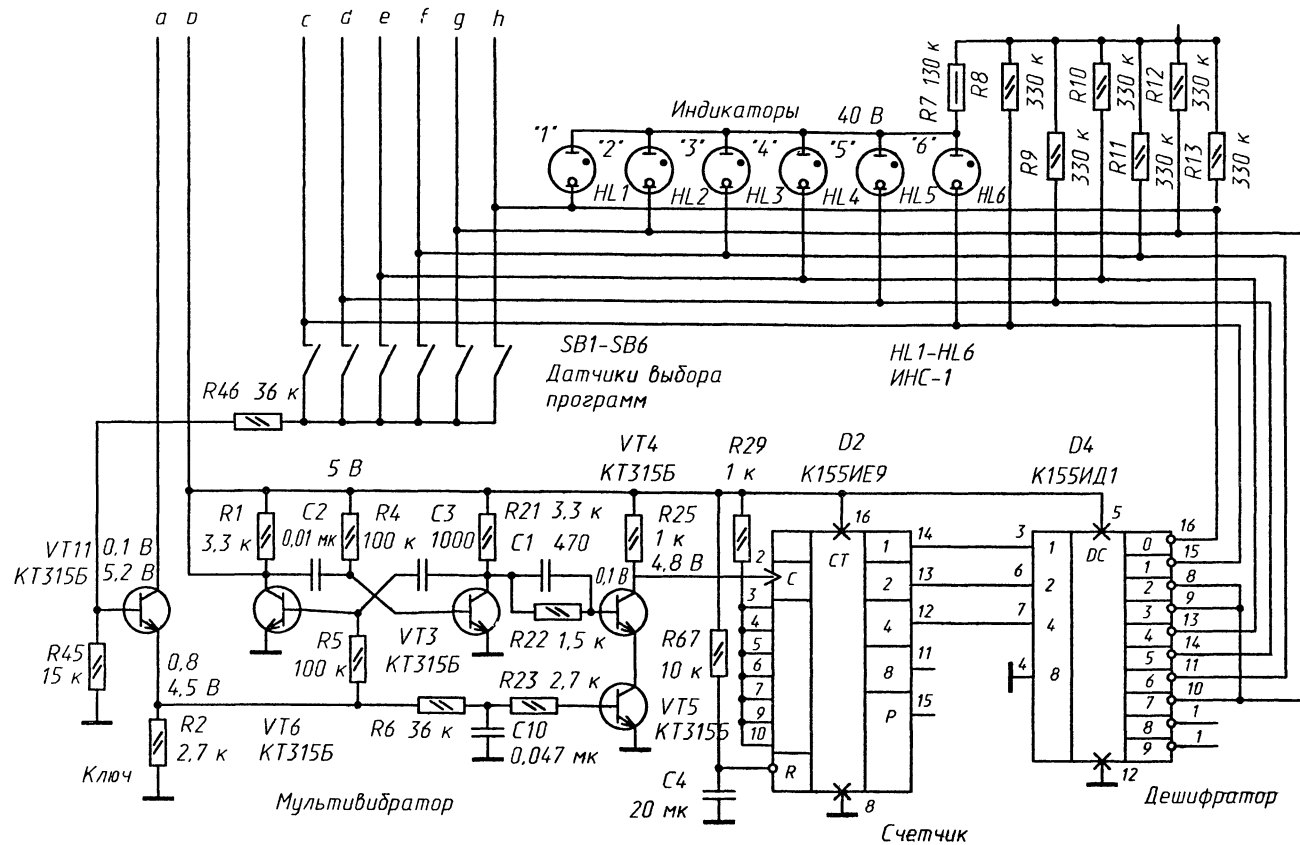 a b c d e f g h
Индикаторы 40 В
R7 130 к
R8 330 к
R9 330 к
R10 330 к
R11 330 к
R12 330 к
R13 330 к
"1" "2" "3" "4" "5" "6"
HL1 HL2 HL3 HL4 HL5 HL6
SB1-SB6
Датчики выбора
программ
HL1-HL6
ИНС-1
R46 36 к
5 В
VT4
КТ315Б
R29
1 к
D2
К155ИЕ9
D4
К155ИД1
R1
3,3 к
C2
0,01 мк
R4
100 к
C3
1000
R21 3,3 к
C1 470
R25
1 к
4,8 В
0,1 В
VT11
КТ315Б
0,1 В
5,2 В
R45
15 к
0,8
4,5 В
R2
2,7 к
Ключ
R5
100 к
VT3
КТ315Б
R22 1,5 к
VT6
КТ315Б
R6 36 к
R23 2,7 к
C10
0,047 мк
VT5
КТ315Б
Мультивибратор
R67
10 к
C4
20 мк
2 3 4 5 6 7 9 10
C
R
CT
16
8
1 2 4 8 P
14 13 12 11 15
Счетчик
3 6 7 4
1 2 4 8
DC
5
12
0 1 2 3 4 5 6 7 8 9
16 15 8 9 13 14 11 10 1 1
Дешифратор